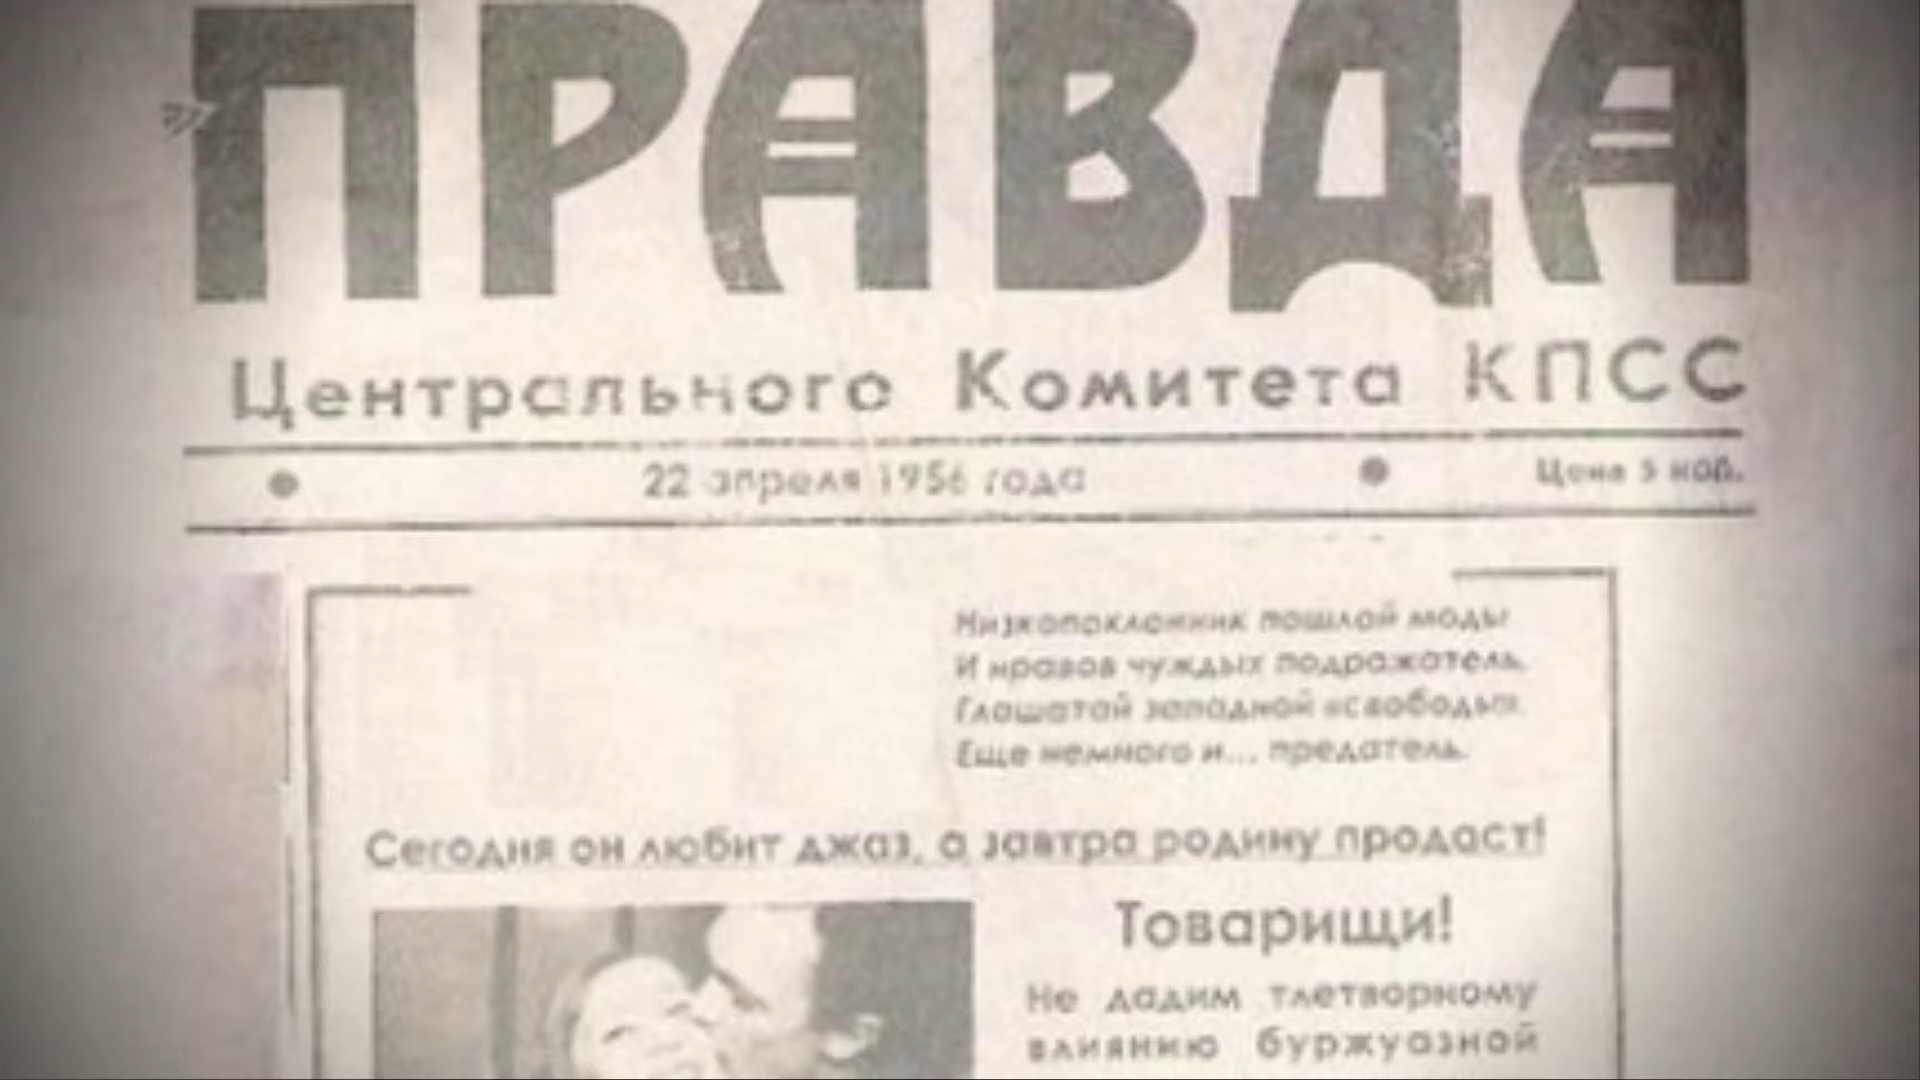 ПРАВДА
Центрального Комитета КПСС
22 апреля 1956 года
Цена 5 коп.
Низкопоклонник пошлой моды
И нравов чуждых подражатель.
Глашатай западной «свободы».
Еще немного и... предатель.
Сегодня он любит джаз, а завтра родину продаст!
Товарищи!
Не дадим тлетворному
влиянию буржуазной